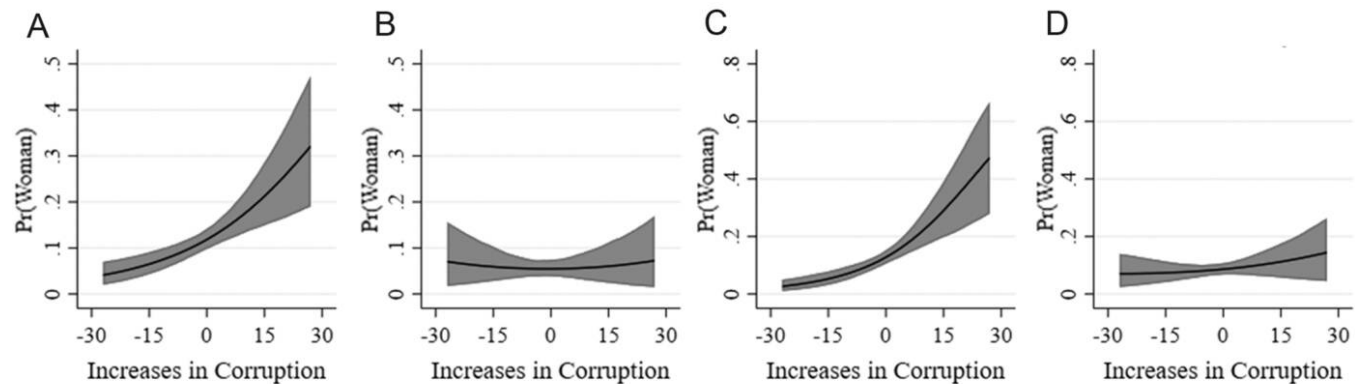 A
B
C
D
Pr(Woman)
.5
.4
.3
.2
.1
0
-30 -15 0 15 30
Increases in Corruption
Pr(Woman)
.5
.4
.3
.2
.1
0
-30 -15 0 15 30
Increases in Corruption
Pr(Woman)
.8
.6
.4
.2
0
-30 -15 0 15 30
Increases in Corruption
Pr(Woman)
.8
.6
.4
.2
0
-30 -15 0 15 30
Increases in Corruption